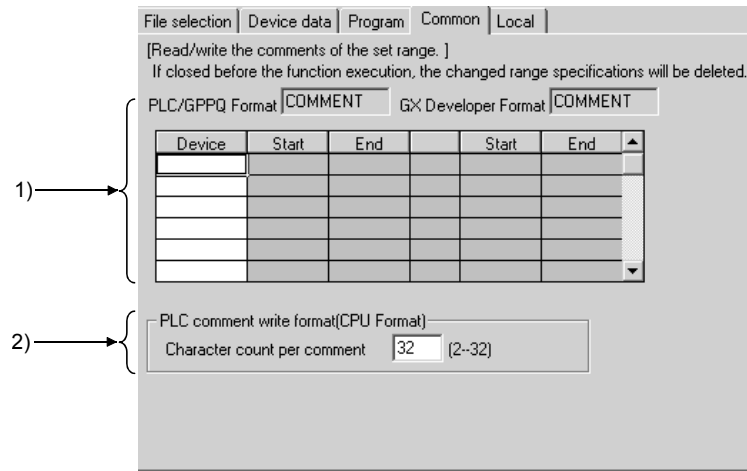 File selection Device data Program Common Local
[Read/write the comments of the set range. ]
If closed before the function execution, the changed range specifications will be deleted.
PLC/GPPQ Format COMMENT GX Developer Format COMMENT
Device Start End Start End
1)
2)
PLC comment write format(CPU Format)
Character count per comment 32 (2--32)